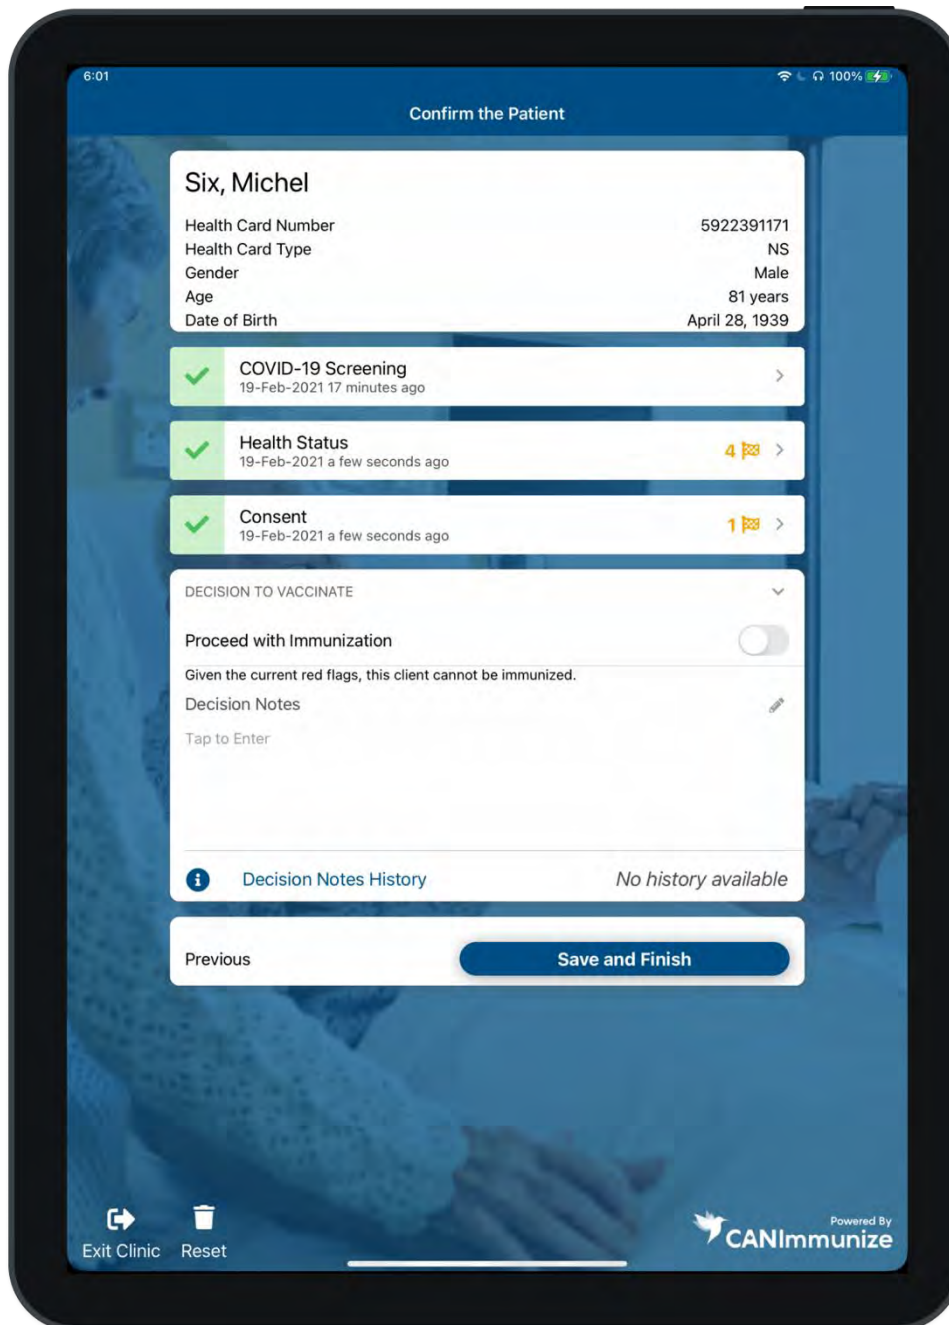 6:01
100%
Confirm the Patient
Six, Michel
Health Card Number 5922391171
Health Card Type NS
Gender Male
Age 81 years
Date of Birth April 28, 1939
COVID-19 Screening
19-Feb-2021 17 minutes ago
Health Status
19-Feb-2021 a few seconds ago
4
Consent
19-Feb-2021 a few seconds ago
1
DECISION TO VACCINATE
Proceed with Immunization
Given the current red flags, this client cannot be immunized.
Decision Notes
Tap to Enter
Decision Notes History No history available
Previous Save and Finish
Exit Clinic Reset
Powered By
CANImmunize